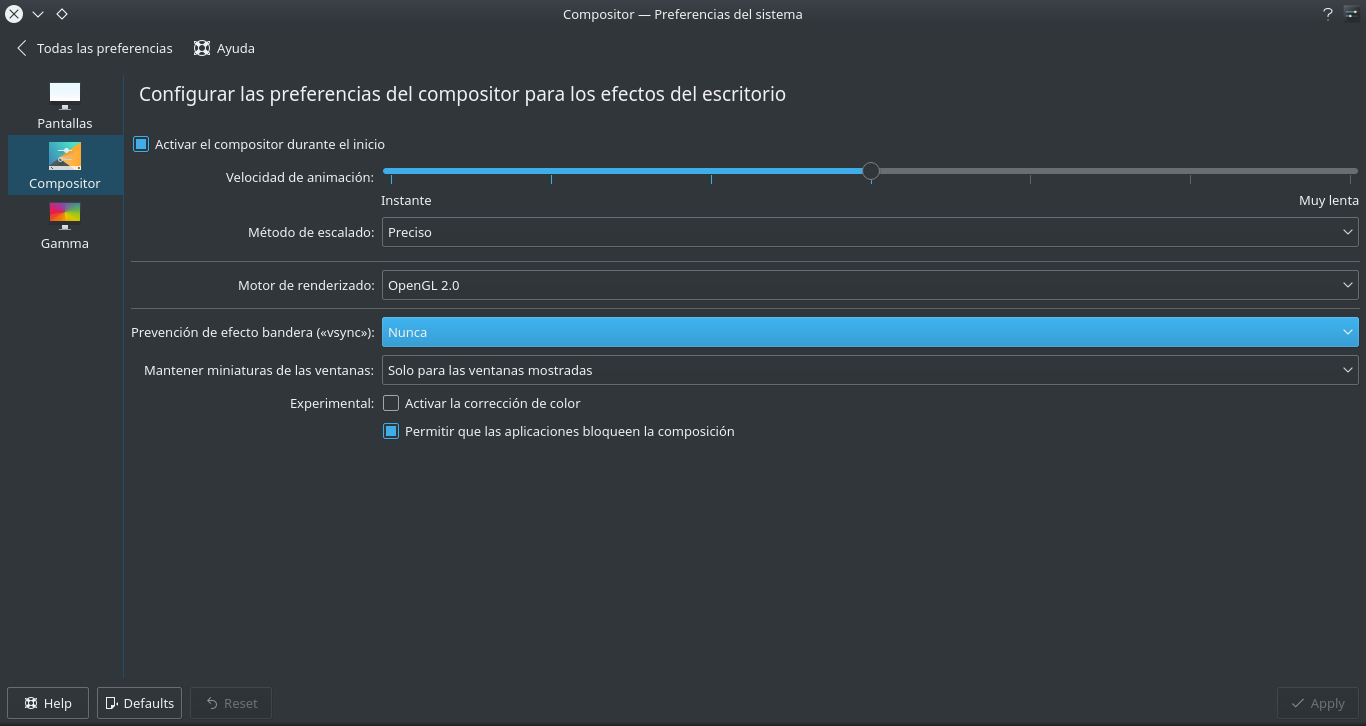 Compositor — Preferencias del sistema
?
Todas las preferencias Ayuda
Pantallas
Compositor
Gamma
Configurar las preferencias del compositor para los efectos del escritorio
Activar el compositor durante el inicio
Velocidad de animación:
Instante Muy lenta
Método de escalado: Preciso
Motor de renderizado: OpenGL 2.0
Prevención de efecto bandera («vsync»): Nunca
Mantener miniaturas de las ventanas: Solo para las ventanas mostradas
Experimental: Activar la corrección de color
Permitir que las aplicaciones bloqueen la composición
Help Defaults Reset Apply